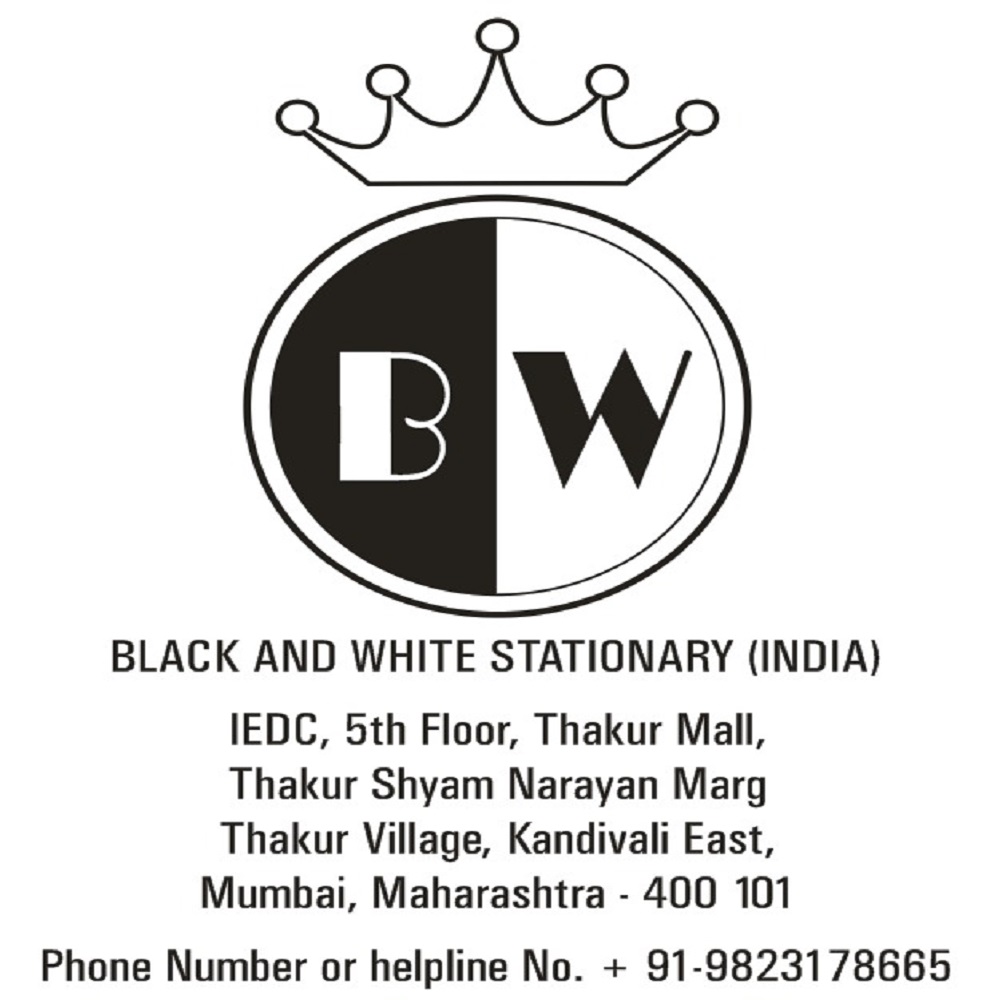 B W
BLACK AND WHITE STATIONARY (INDIA)
IEDC, 5th Floor, Thakur Mall,
Thakur Shyam Narayan Marg
Thakur Village, Kandivali East,
Mumbai, Maharashtra - 400 101
Phone Number or helpline No. + 91-9823178665